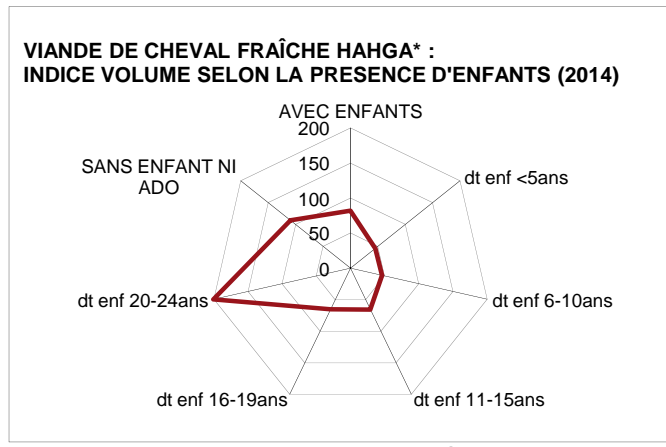 VIANDE DE CHEVAL FRAÎCHE HAHGA* :
INDICE VOLUME SELON LA PRESENCE D'ENFANTS (2014)
AVEC ENFANTS
200
150
100
50
0
dt enf <5ans
dt enf 6-10ans
dt enf 11-15ans
dt enf 16-19ans
dt enf 20-24ans
SANS ENFANT NI
ADO